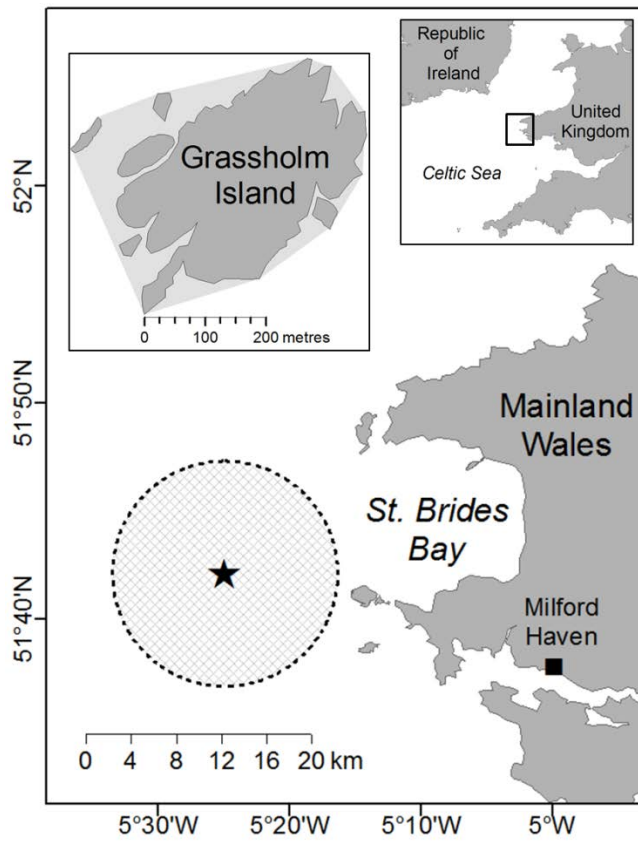 Republic
of
Ireland
United
Kingdom
Celtic Sea
Grassholm
Island
0 100 200 metres
52°N
51°50'N
51°40'N
Mainland
Wales
St. Brides
Bay
Milford
Haven
0 4 8 12 16 20 km
5°30'W 5°20'W 5°10'W 5°W